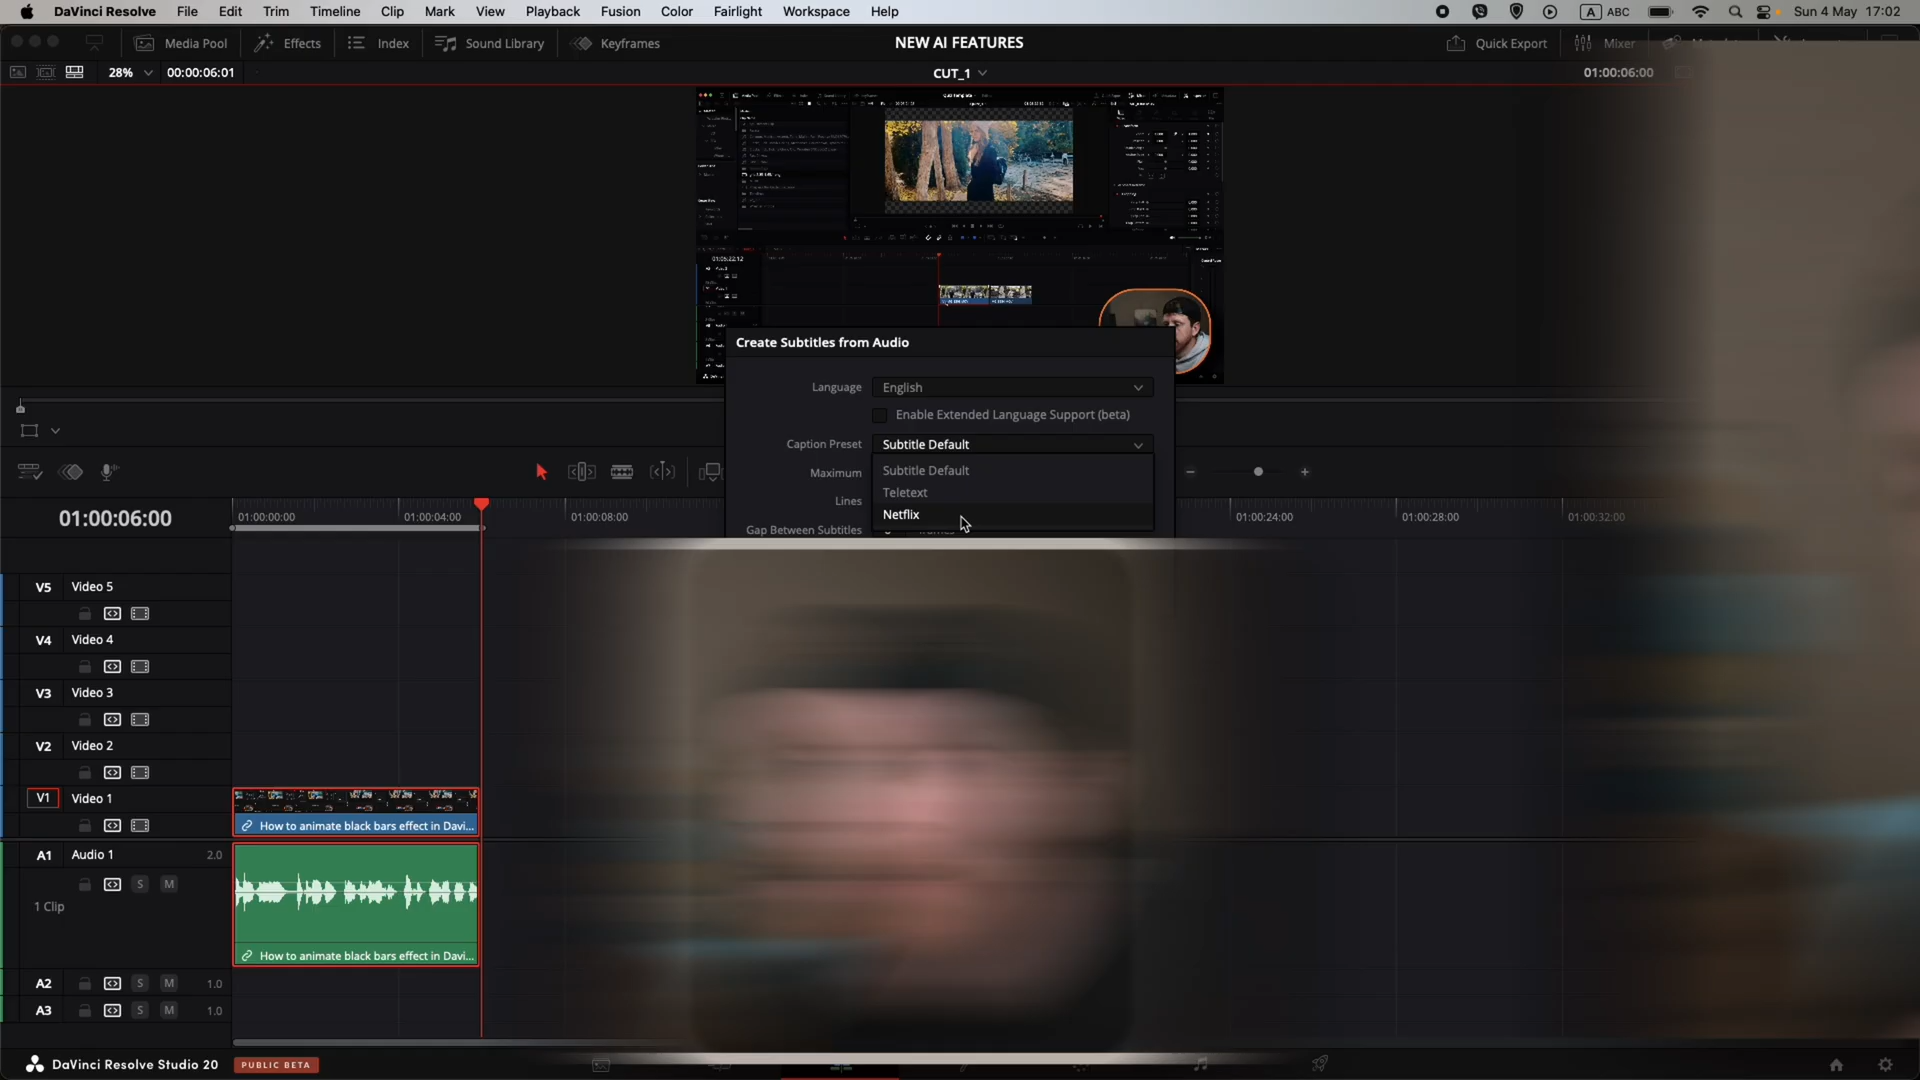 DaVinci Resolve File Edit Trim Timeline Clip Mark View Playback Fusion Color Fairlight Workspace Help A ABC Sun 4 May 17:02
Media Pool Effects Index Sound Library Keyframes NEW AI FEATURES Quick Export Mixer
28% 00:00:06:01 CUT_1 01:00:06:00
Create Subtitles from Audio
Language English
Enable Extended Language Support (beta)
Caption Preset Subtitle Default
Subtitle Default
Maximum
Teletext
Lines
Netflix
Gap Between Subtitles
01:00:06:00 01:00:00:00 01:00:04:00 01:00:08:00 01:00:24:00 01:00:28:00 01:00:32:00
V5 Video 5
V4 Video 4
V3 Video 3
V2 Video 2
V1 Video 1
How to animate black bars effect in Davi...
A1 Audio 1 2.0
S M
1 Clip
How to animate black bars effect in Davi...
A2 S M 1.0
A3 S M 1.0
DaVinci Resolve Studio 20 PUBLIC BETA